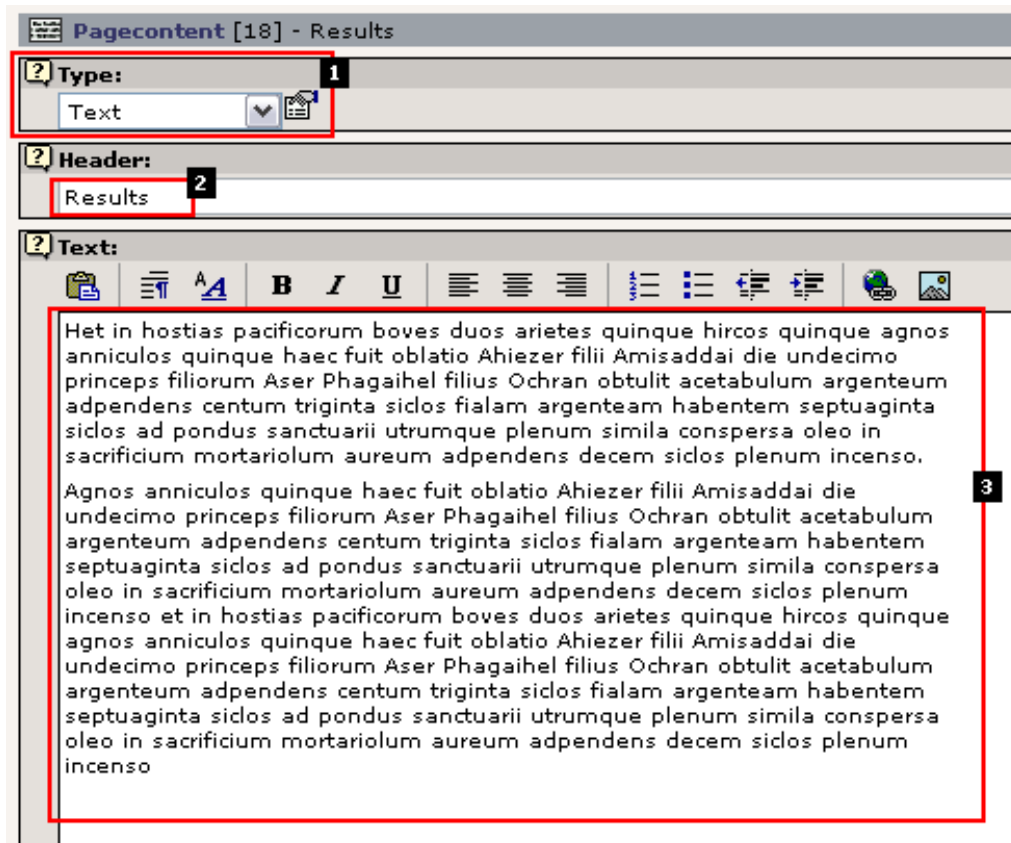 Pagecontent [18] - Results
Type:
1
Text
Header:
2
Results
Text:
B I U
Het in hostias pacificorum boves duos arietes quinque hircos quinque agnos
anniculos quinque haec fuit oblatio Ahiezer filii Amisaddai die undecimo
princeps filiorum Aser Phagaihel filius Ochran obtulit acetabulum argenteum
adpendens centum triginta siclos fialam argenteam habentem septuaginta
siclos ad pondus sanctuarii utrumque plenum simila conspersa oleo in
sacrificium mortariolum aureum adpendens decem siclos plenum incenso.
3
Agnos anniculos quinque haec fuit oblatio Ahiezer filii Amisaddai die
undecimo princeps filiorum Aser Phagaihel filius Ochran obtulit acetabulum
argenteum adpendens centum triginta siclos fialam argenteam habentem
septuaginta siclos ad pondus sanctuarii utrumque plenum simila conspersa
oleo in sacrificium mortariolum aureum adpendens decem siclos plenum
incenso et in hostias pacificorum boves duos arietes quinque hircos quinque
agnos anniculos quinque haec fuit oblatio Ahiezer filii Amisaddai die
undecimo princeps filiorum Aser Phagaihel filius Ochran obtulit acetabulum
argenteum adpendens centum triginta siclos fialam argenteam habentem
septuaginta siclos ad pondus sanctuarii utrumque plenum simila conspersa
oleo in sacrificium mortariolum aureum adpendens decem siclos plenum
incenso